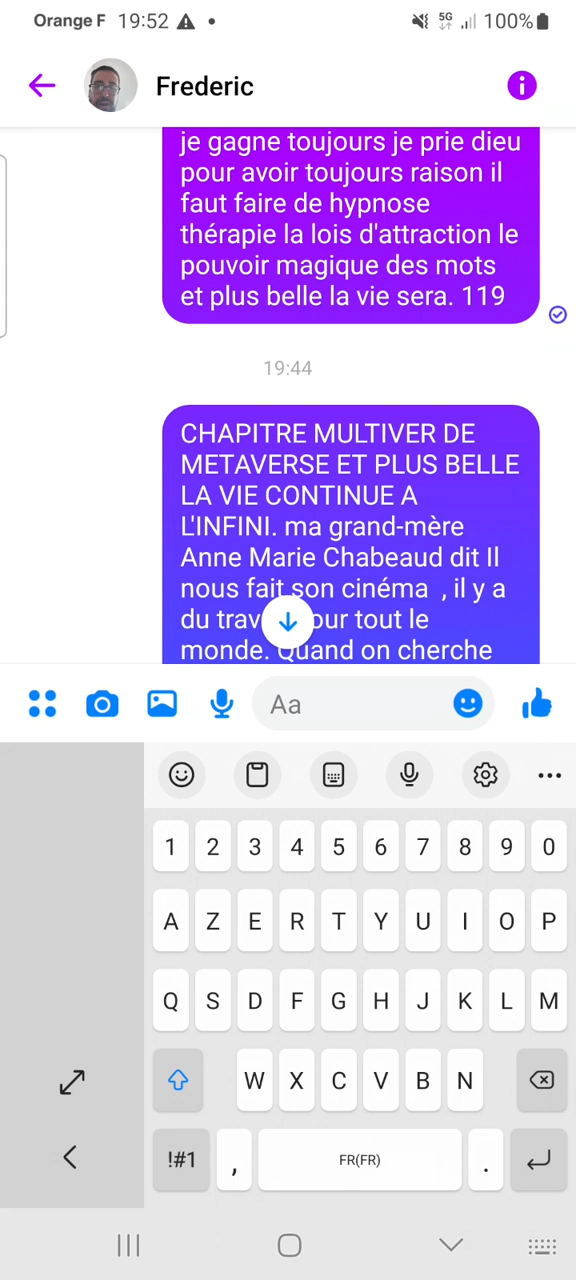 Orange F 19:52 5G 100%
Frederic
je gagne toujours je prie dieu
pour avoir toujours raison il
faut faire de hypnose
thérapie la lois d'attraction le
pouvoir magique des mots
et plus belle la vie sera. 119
19:44
CHAPITRE MULTIVER DE
METAVERSE ET PLUS BELLE
LA VIE CONTINUE A
L'INFINI. ma grand-mère
Anne Marie Chabeaud dit Il
nous fait son cinéma , il y a
du tout le
monde. Quand on cherche
Aa
1 2 3 4 5 6 7 8 9 0
A Z E R T Y U I O P
Q S D F G H J K L M
W X C V B N
!#1 , FR(FR) .